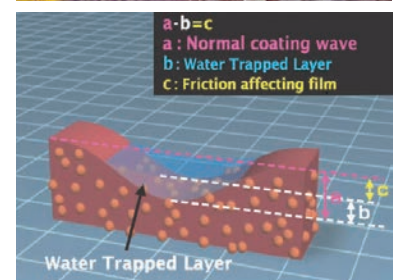 a-b=c
a : Normal coating wave
b : Water Trapped Layer
C : Friction affecting film
a
c
b
Water Trapped Layer